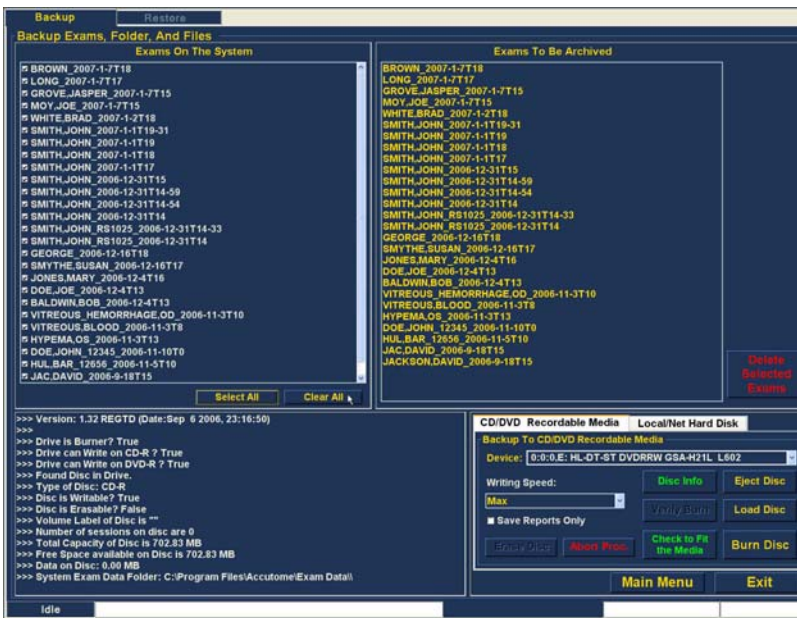 Backup
Restore
Backup Exams, Folder, And Files
Exams On The System
BROWN_2007-1-7T18
LONG_2007-1-7T17
GROVE,JASPER_2007-1-7T15
MOY,JOE_2007-1-7T15
WHITE,BRAD_2007-1-2T18
SMITH,JOHN_2007-1-1T19-31
SMITH,JOHN_2007-1-1T19
SMITH,JOHN_2007-1-1T18
SMITH,JOHN_2007-1-1T17
SMITH,JOHN_2006-12-31T15
SMITH,JOHN_2006-12-31T14-59
SMITH,JOHN_2006-12-31T14-54
SMITH,JOHN_2006-12-31T14
SMITH,JOHN_RS1025_2006-12-31T14-33
SMITH,JOHN_RS1025_2006-12-31T14
GEORGE_2006-12-16T18
SMYTHE,SUSAN_2006-12-16T17
JONES,MARY_2006-12-4T16
DOE,JOE_2006-12-4T13
BALDWIN,BOB_2006-12-4T13
VITREOUS_HEMORRHAGE,OD_2006-11-3T10
VITREOUS,BLOOD_2006-11-3T8
HYPEMA,OS_2006-11-3T13
DOE,JOHN_12345_2006-11-10T0
HUL,BAR_12656_2006-11-5T10
JAC,DAVID_2006-9-18T15
Select All
Clear All
Exams To Be Archived
BROWN_2007-1-7T18
LONG_2007-1-7T17
GROVE,JASPER_2007-1-7T15
MOY,JOE_2007-1-7T15
WHITE,BRAD_2007-1-2T18
SMITH,JOHN_2007-1-1T19-31
SMITH,JOHN_2007-1-1T19
SMITH,JOHN_2007-1-1T18
SMITH,JOHN_2007-1-1T17
SMITH,JOHN_2006-12-31T15
SMITH,JOHN_2006-12-31T14-59
SMITH,JOHN_2006-12-31T14-54
SMITH,JOHN_2006-12-31T14
SMITH,JOHN_RS1025_2006-12-31T14-33
SMITH,JOHN_RS1025_2006-12-31T14
GEORGE_2006-12-16T18
SMYTHE,SUSAN_2006-12-16T17
JONES,MARY_2006-12-4T16
DOE,JOE_2006-12-4T13
BALDWIN,BOB_2006-12-4T13
VITREOUS_HEMORRHAGE,OD_2006-11-3T10
VITREOUS,BLOOD_2006-11-3T8
HYPEMA,OS_2006-11-3T13
DOE,JOHN_12345_2006-11-10T0
HUL,BAR_12656_2006-11-5T10
JAC,DAVID_2006-9-18T15
JACKSON,DAVID_2006-9-18T15
Delete
Selected
Exams
>>> Version: 1.32 REGTD (Date:Sep 6 2006, 23:16:50)
>>>
>>> Drive is Burner? True
>>> Drive can Write on CD-R ? True
>>> Drive can Write on DVD-R ? True
>>> Found Disc in Drive.
>>> Type of Disc: CD-R
>>> Disc is Writable? True
>>> Disc is Erasable? False
>>> Volume Label of Disc is ""
>>> Number of sessions on disc are 0
>>> Total Capacity of Disc is 702.83 MB
>>> Free Space available on Disc is 702.83 MB
>>> Data on Disc: 0.00 MB
>>> System Exam Data Folder: C:\Program Files\Accutome\Exam Data\\
CD/DVD Recordable Media
Local/Net Hard Disk
Backup To CD/DVD Recordable Media
Device: 0:0:0,E: HL-DT-ST DVDRRW GSA-H21L L602
Writing Speed:
Max
Save Reports Only
Disc Info
Eject Disc
Verify Burn
Load Disc
Erase Disc
Abort Proc.
Check to Fit
the Media
Burn Disc
Main Menu
Exit
Idle